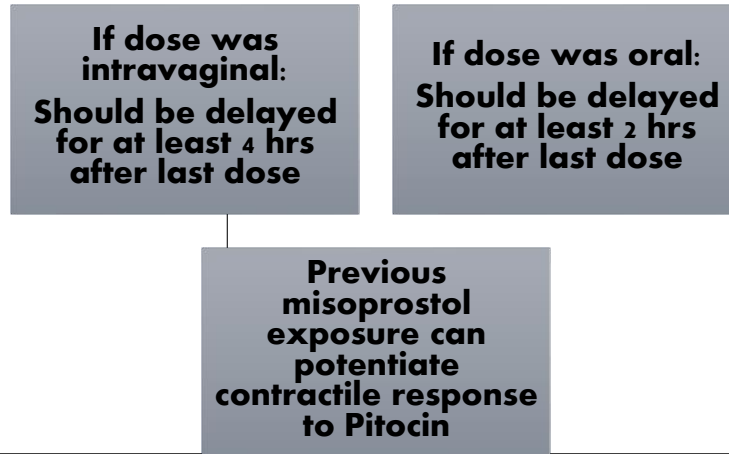 If dose was
intravaginal:
Should be delayed
for at least 4 hrs
after last dose
If dose was oral:
Should be delayed
for at least 2 hrs
after last dose
Previous
misoprostol
exposure can
potentiate
contractile response
to Pitocin